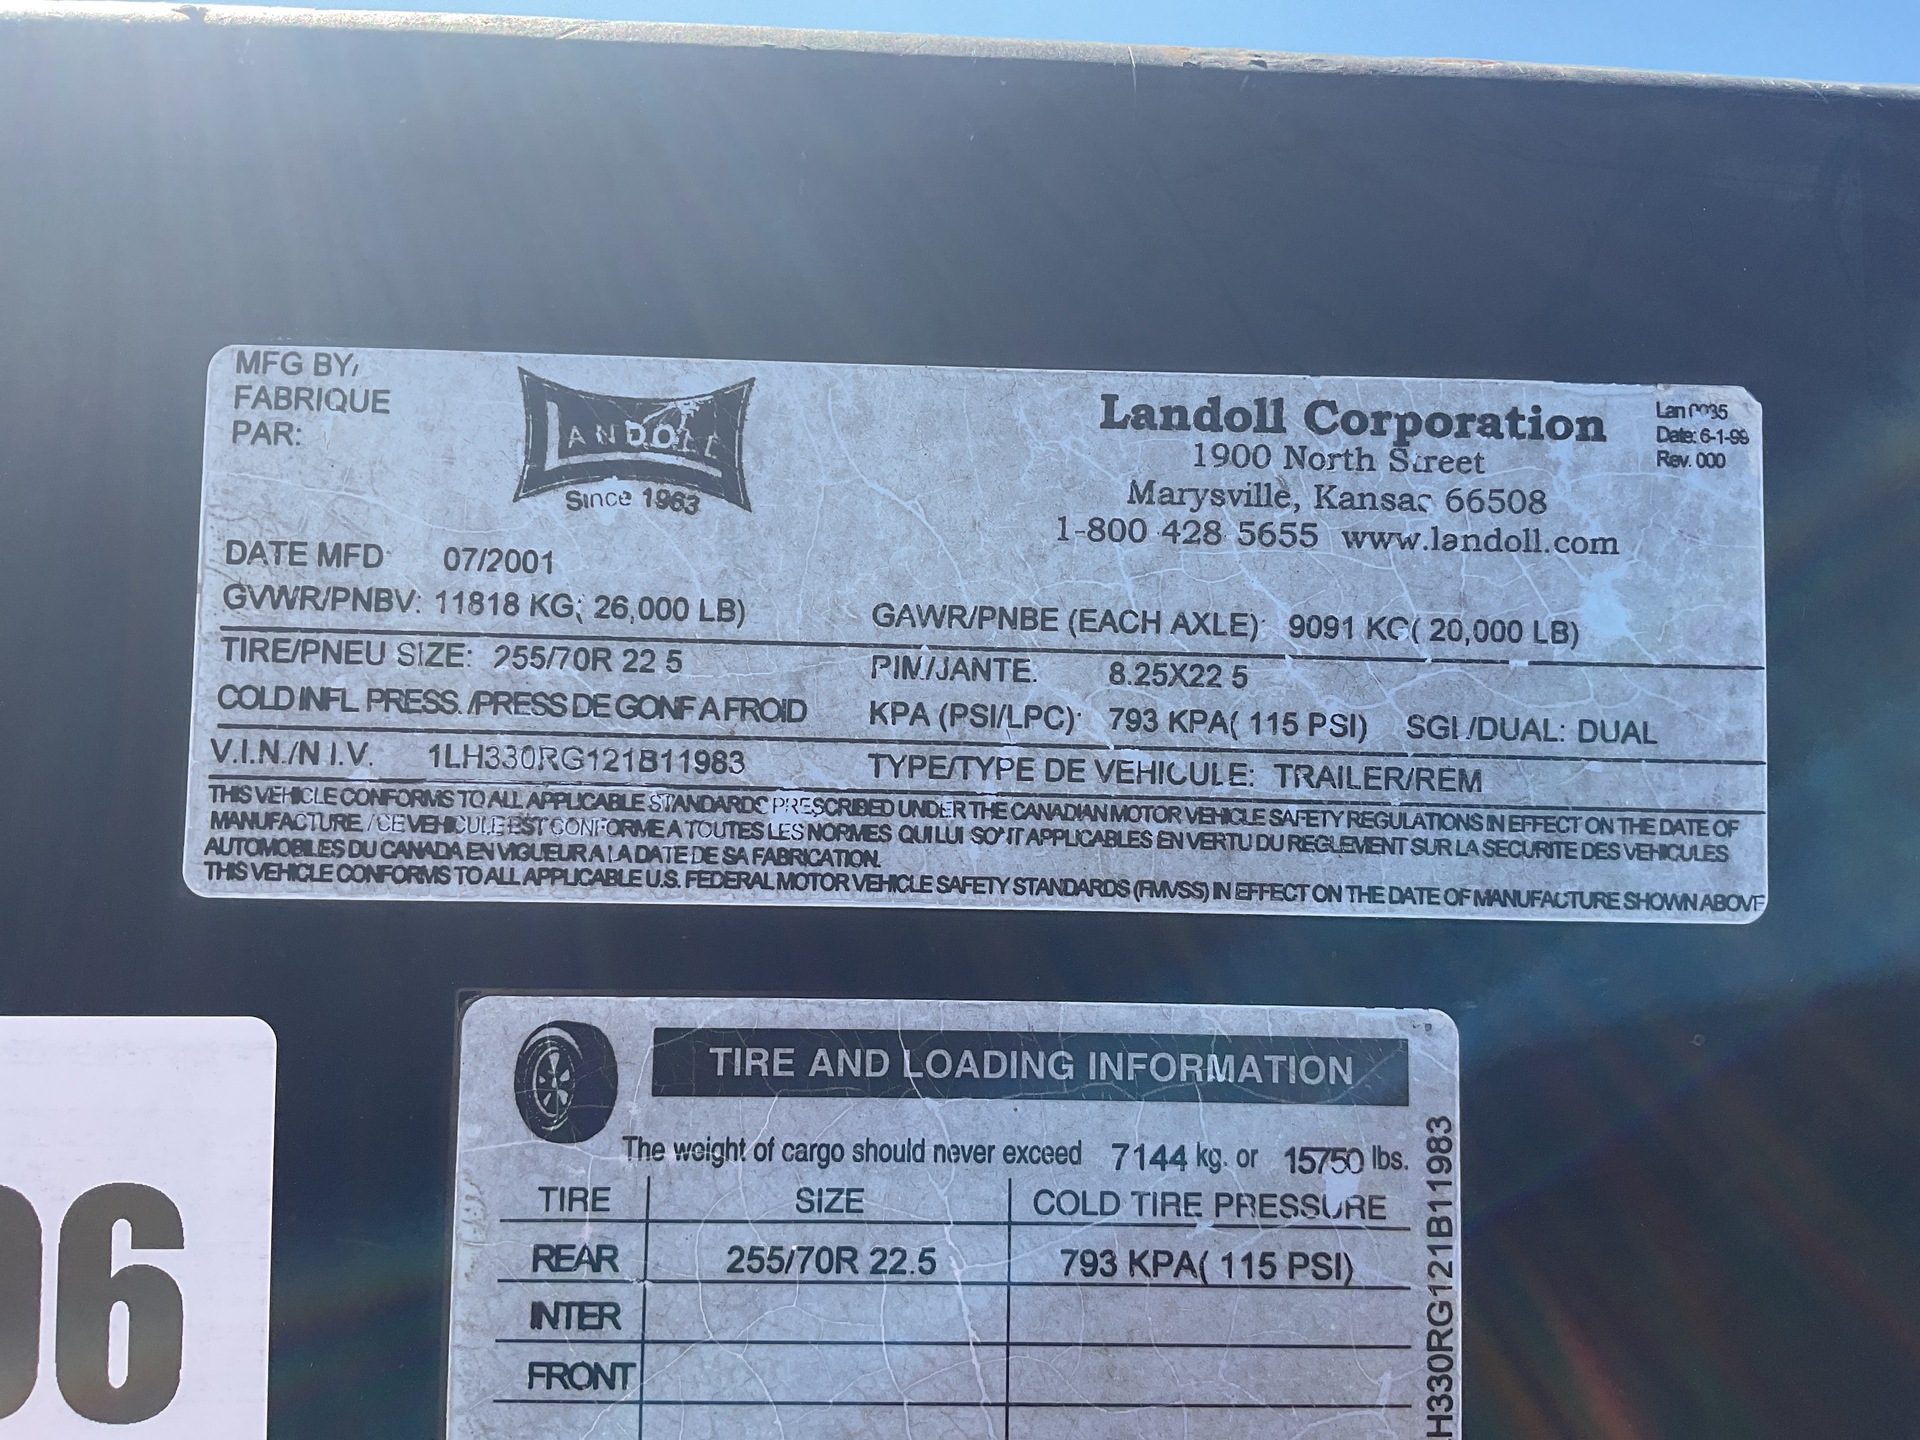 MFG BY/
FABRIQUE
PAR:
LANDOLL
Since 1963
Landoll Corporation
1900 North Street
Marysville, Kansas 66508
1-800 428 5655 www.landoll.com
Lan 0035
Date: 6-1-99
Rev. 000
DATE MFD 07/2001
GVWR/PNBV: 11818 KG( 26,000 LB) GAWR/PNBE (EACH AXLE): 9091 KG( 20,000 LB)
TIRE/PNEU SIZE: 255/70R 22.5 RIM/JANTE: 8.25X22.5
COLD INFL PRESS./PRESS DE GONF A FROID KPA (PSI/LPC): 793 KPA( 115 PSI) SGL/DUAL: DUAL
V.I.N./N.I.V. 1LH330RG121B11983 TYPE/TYPE DE VEHICULE: TRAILER/REM
THIS VEHICLE CONFORMS TO ALL APPLICABLE STANDARDS PRESCRIBED UNDER THE CANADIAN MOTOR VEHICLE SAFETY REGULATIONS IN EFFECT ON THE DATE OF
MANUFACTURE./CE VEHICULE EST CONFORME A TOUTES LES NORMES QUI LUI SONT APPLICABLES EN VERTU DU REGLEMENT SUR LA SECURITE DES VEHICULES
AUTOMOBILES DU CANADA EN VIGUEUR A LA DATE DE SA FABRICATION.
THIS VEHICLE CONFORMS TO ALL APPLICABLE U.S. FEDERAL MOTOR VEHICLE SAFETY STANDARDS (FMVSS) IN EFFECT ON THE DATE OF MANUFACTURE SHOWN ABOVE
TIRE AND LOADING INFORMATION
The weight of cargo should never exceed 7144 kg. or 15750 lbs.
TIRE SIZE COLD TIRE PRESSURE
REAR 255/70R 22.5 793 KPA( 115 PSI)
INTER
FRONT
LH330RG121B11983
06